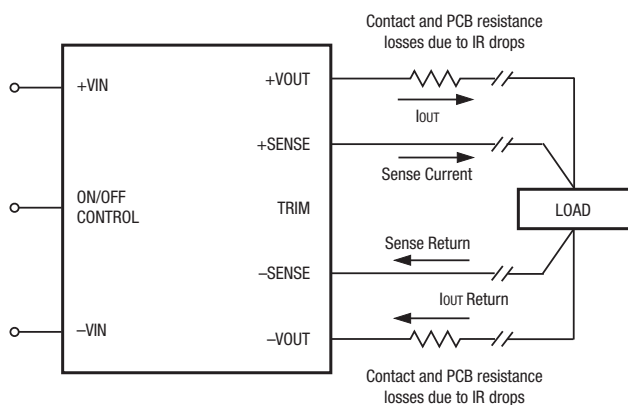 Contact and PCB resistance
losses due to IR drops
+VOUT
+VIN
IOUT
+SENSE
Sense Current
ON/OFF
CONTROL
TRIM
LOAD
Sense Return
–SENSE
IOUT Return
–VIN
–VOUT
Contact and PCB resistance
losses due to IR drops